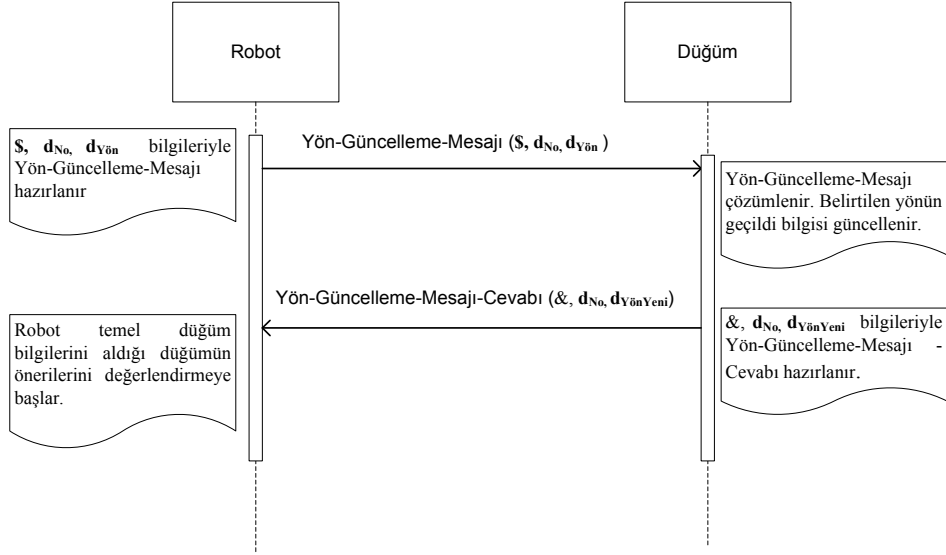 Robot
Düğüm
$, dNo, dYön bilgileriyle
Yön-Güncelleme-Mesajı
hazırlanır
Yön-Güncelleme-Mesajı ($, dNo, dYön )
Yön-Güncelleme-Mesajı
çözümlenir. Belirtilen yönün
geçildi bilgisi güncellenir.
Yön-Güncelleme-Mesajı-Cevabı (&, dNo, dYönYeni)
Robot temel düğüm
bilgilerini aldığı düğümün
önerilerini değerlendirmeye
başlar.
&, dNo, dYönYeni bilgileriyle
Yön-Güncelleme-Mesajı -
Cevabı hazırlanır.